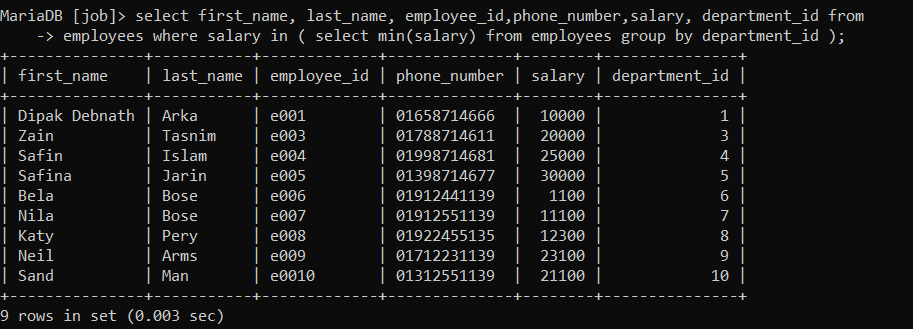 MariaDB [job]> select first_name, last_name, employee_id,phone_number,salary, department_id from
    -> employees where salary in ( select min(salary) from employees group by department_id );
+--------------+-----------+-------------+--------------+--------+---------------+
| first_name   | last_name | employee_id | phone_number | salary | department_id |
+--------------+-----------+-------------+--------------+--------+---------------+
| Dipak Debnath | Arka      | e001        | 01658714666  |  10000 |             1 |
| Zain         | Tasnim    | e003        | 01788714611  |  20000 |             3 |
| Safin        | Islam     | e004        | 01998714681  |  25000 |             4 |
| Safina       | Jarin     | e005        | 01398714677  |  30000 |             5 |
| Bela         | Bose      | e006        | 01912441139  |   1100 |             6 |
| Nila         | Bose      | e007        | 01912551139  |  11100 |             7 |
| Katy         | Pery      | e008        | 01922455135  |  12300 |             8 |
| Neil         | Arms      | e009        | 01712231139  |  23100 |             9 |
| Sand         | Man       | e0010       | 01312551139  |  21100 |            10 |
+--------------+-----------+-------------+--------------+--------+---------------+
9 rows in set (0.003 sec)